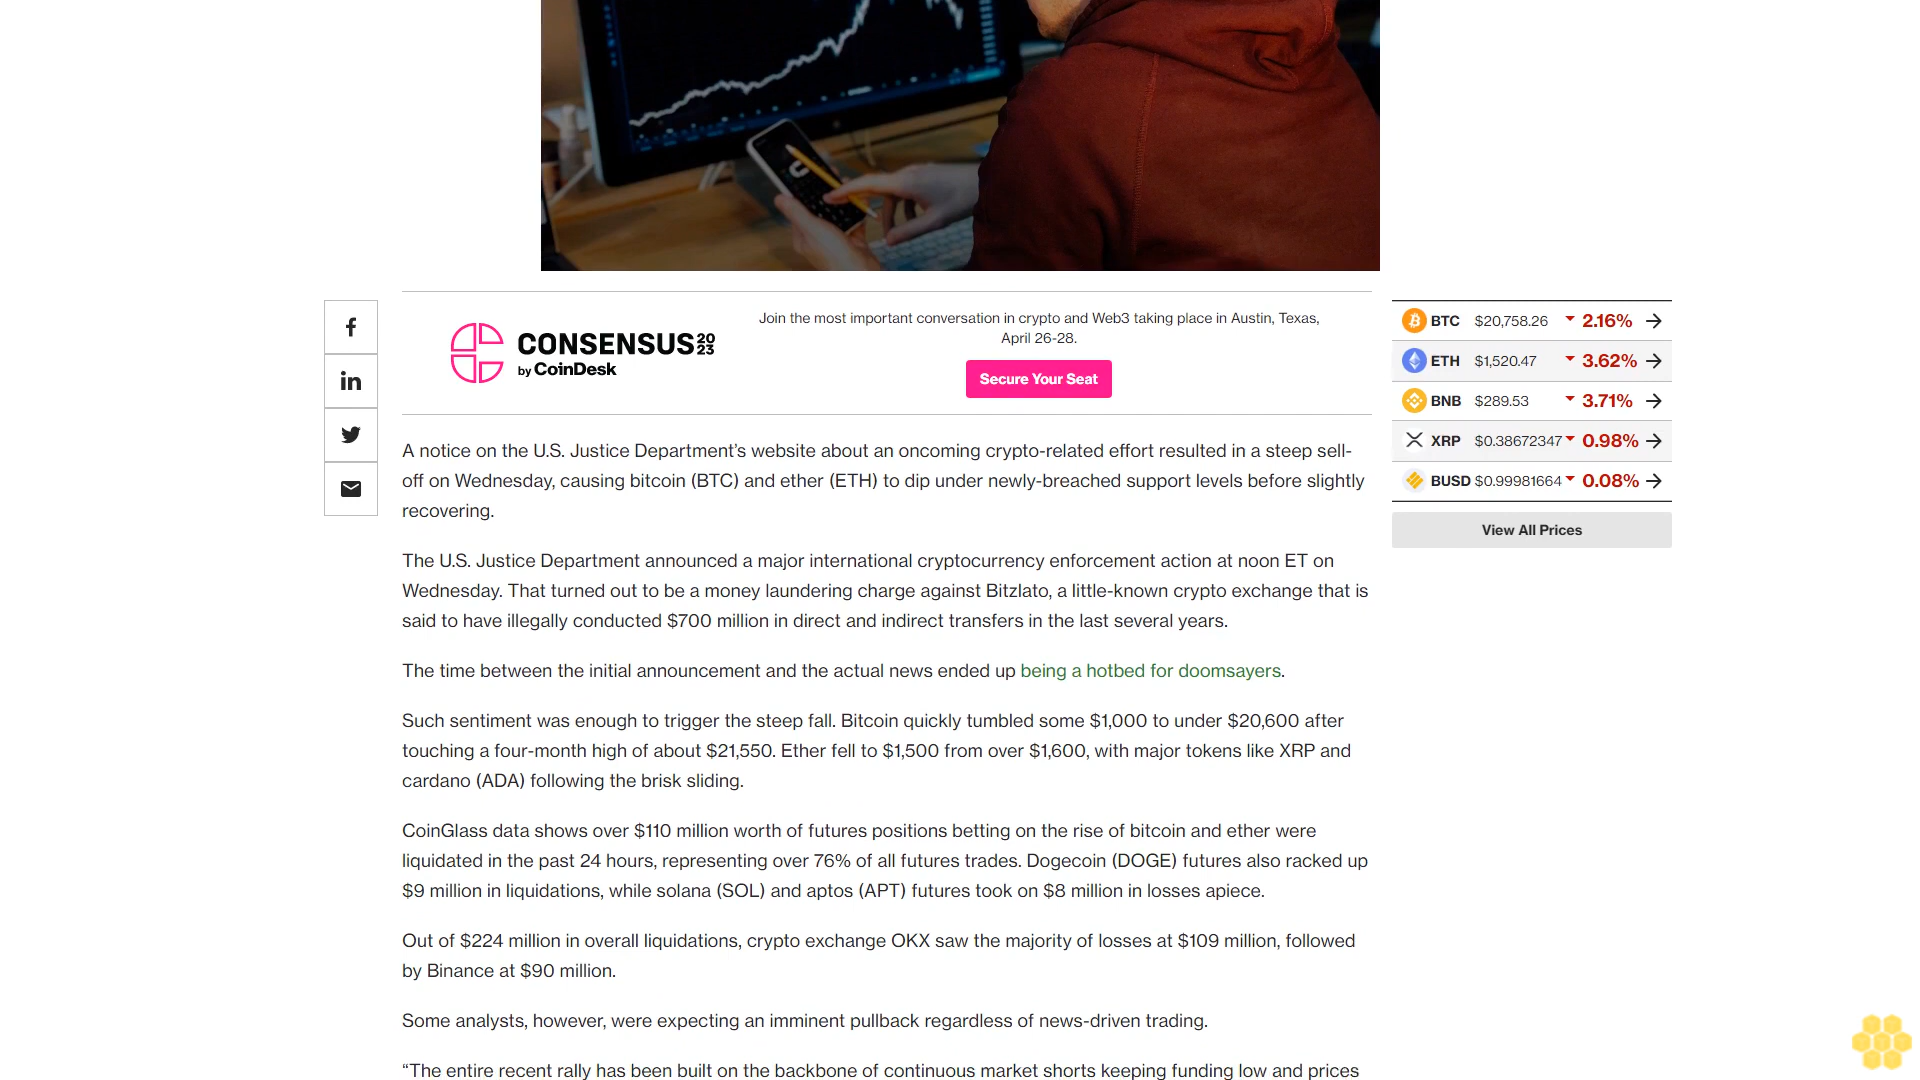 CONSENSUS 2023
by CoinDesk
Join the most important conversation in crypto and Web3 taking place in Austin, Texas,
April 26-28.
Secure Your Seat
A notice on the U.S. Justice Department’s website about an oncoming crypto-related effort resulted in a steep sell-
off on Wednesday, causing bitcoin (BTC) and ether (ETH) to dip under newly-breached support levels before slightly
recovering.
The U.S. Justice Department announced a major international cryptocurrency enforcement action at noon ET on
Wednesday. That turned out to be a money laundering charge against Bitzlato, a little-known crypto exchange that is
said to have illegally conducted $700 million in direct and indirect transfers in the last several years.
The time between the initial announcement and the actual news ended up being a hotbed for doomsayers.
Such sentiment was enough to trigger the steep fall. Bitcoin quickly tumbled some $1,000 to under $20,600 after
touching a four-month high of about $21,550. Ether fell to $1,500 from over $1,600, with major tokens like XRP and
cardano (ADA) following the brisk sliding.
CoinGlass data shows over $110 million worth of futures positions betting on the rise of bitcoin and ether were
liquidated in the past 24 hours, representing over 76% of all futures trades. Dogecoin (DOGE) futures also racked up
$9 million in liquidations, while solana (SOL) and aptos (APT) futures took on $8 million in losses apiece.
Out of $224 million in overall liquidations, crypto exchange OKX saw the majority of losses at $109 million, followed
by Binance at $90 million.
Some analysts, however, were expecting an imminent pullback regardless of news-driven trading.
“The entire recent rally has been built on the backbone of continuous market shorts keeping funding low and prices
BTC $20,758.26 2.16%
ETH $1,520.47 3.62%
BNB $289.53 3.71%
XRP $0.38672347 0.98%
BUSD $0.99981664 0.08%
View All Prices